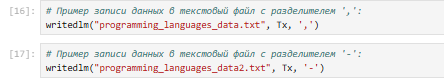 [16]: # Пример записи данных в текстовый файл с разделителем ',':
writedlm("programming_languages_data.txt", Tx, ',')
[17]: # Пример записи данных в текстовый файл с разделителем '-':
writedlm("programming_languages_data2.txt", Tx, '-')